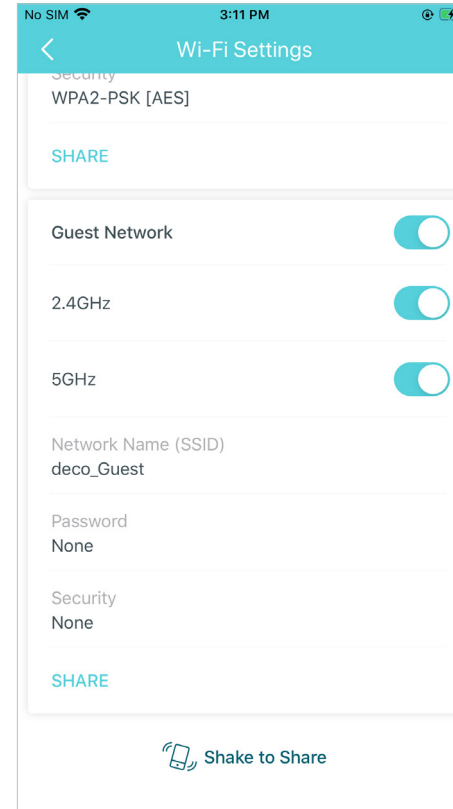 No SIM 3:11 PM
Wi-Fi Settings
Security
WPA2-PSK [AES]
SHARE
Guest Network
2.4GHz
5GHz
Network Name (SSID)
deco_Guest
Password
None
Security
None
SHARE
Shake to Share